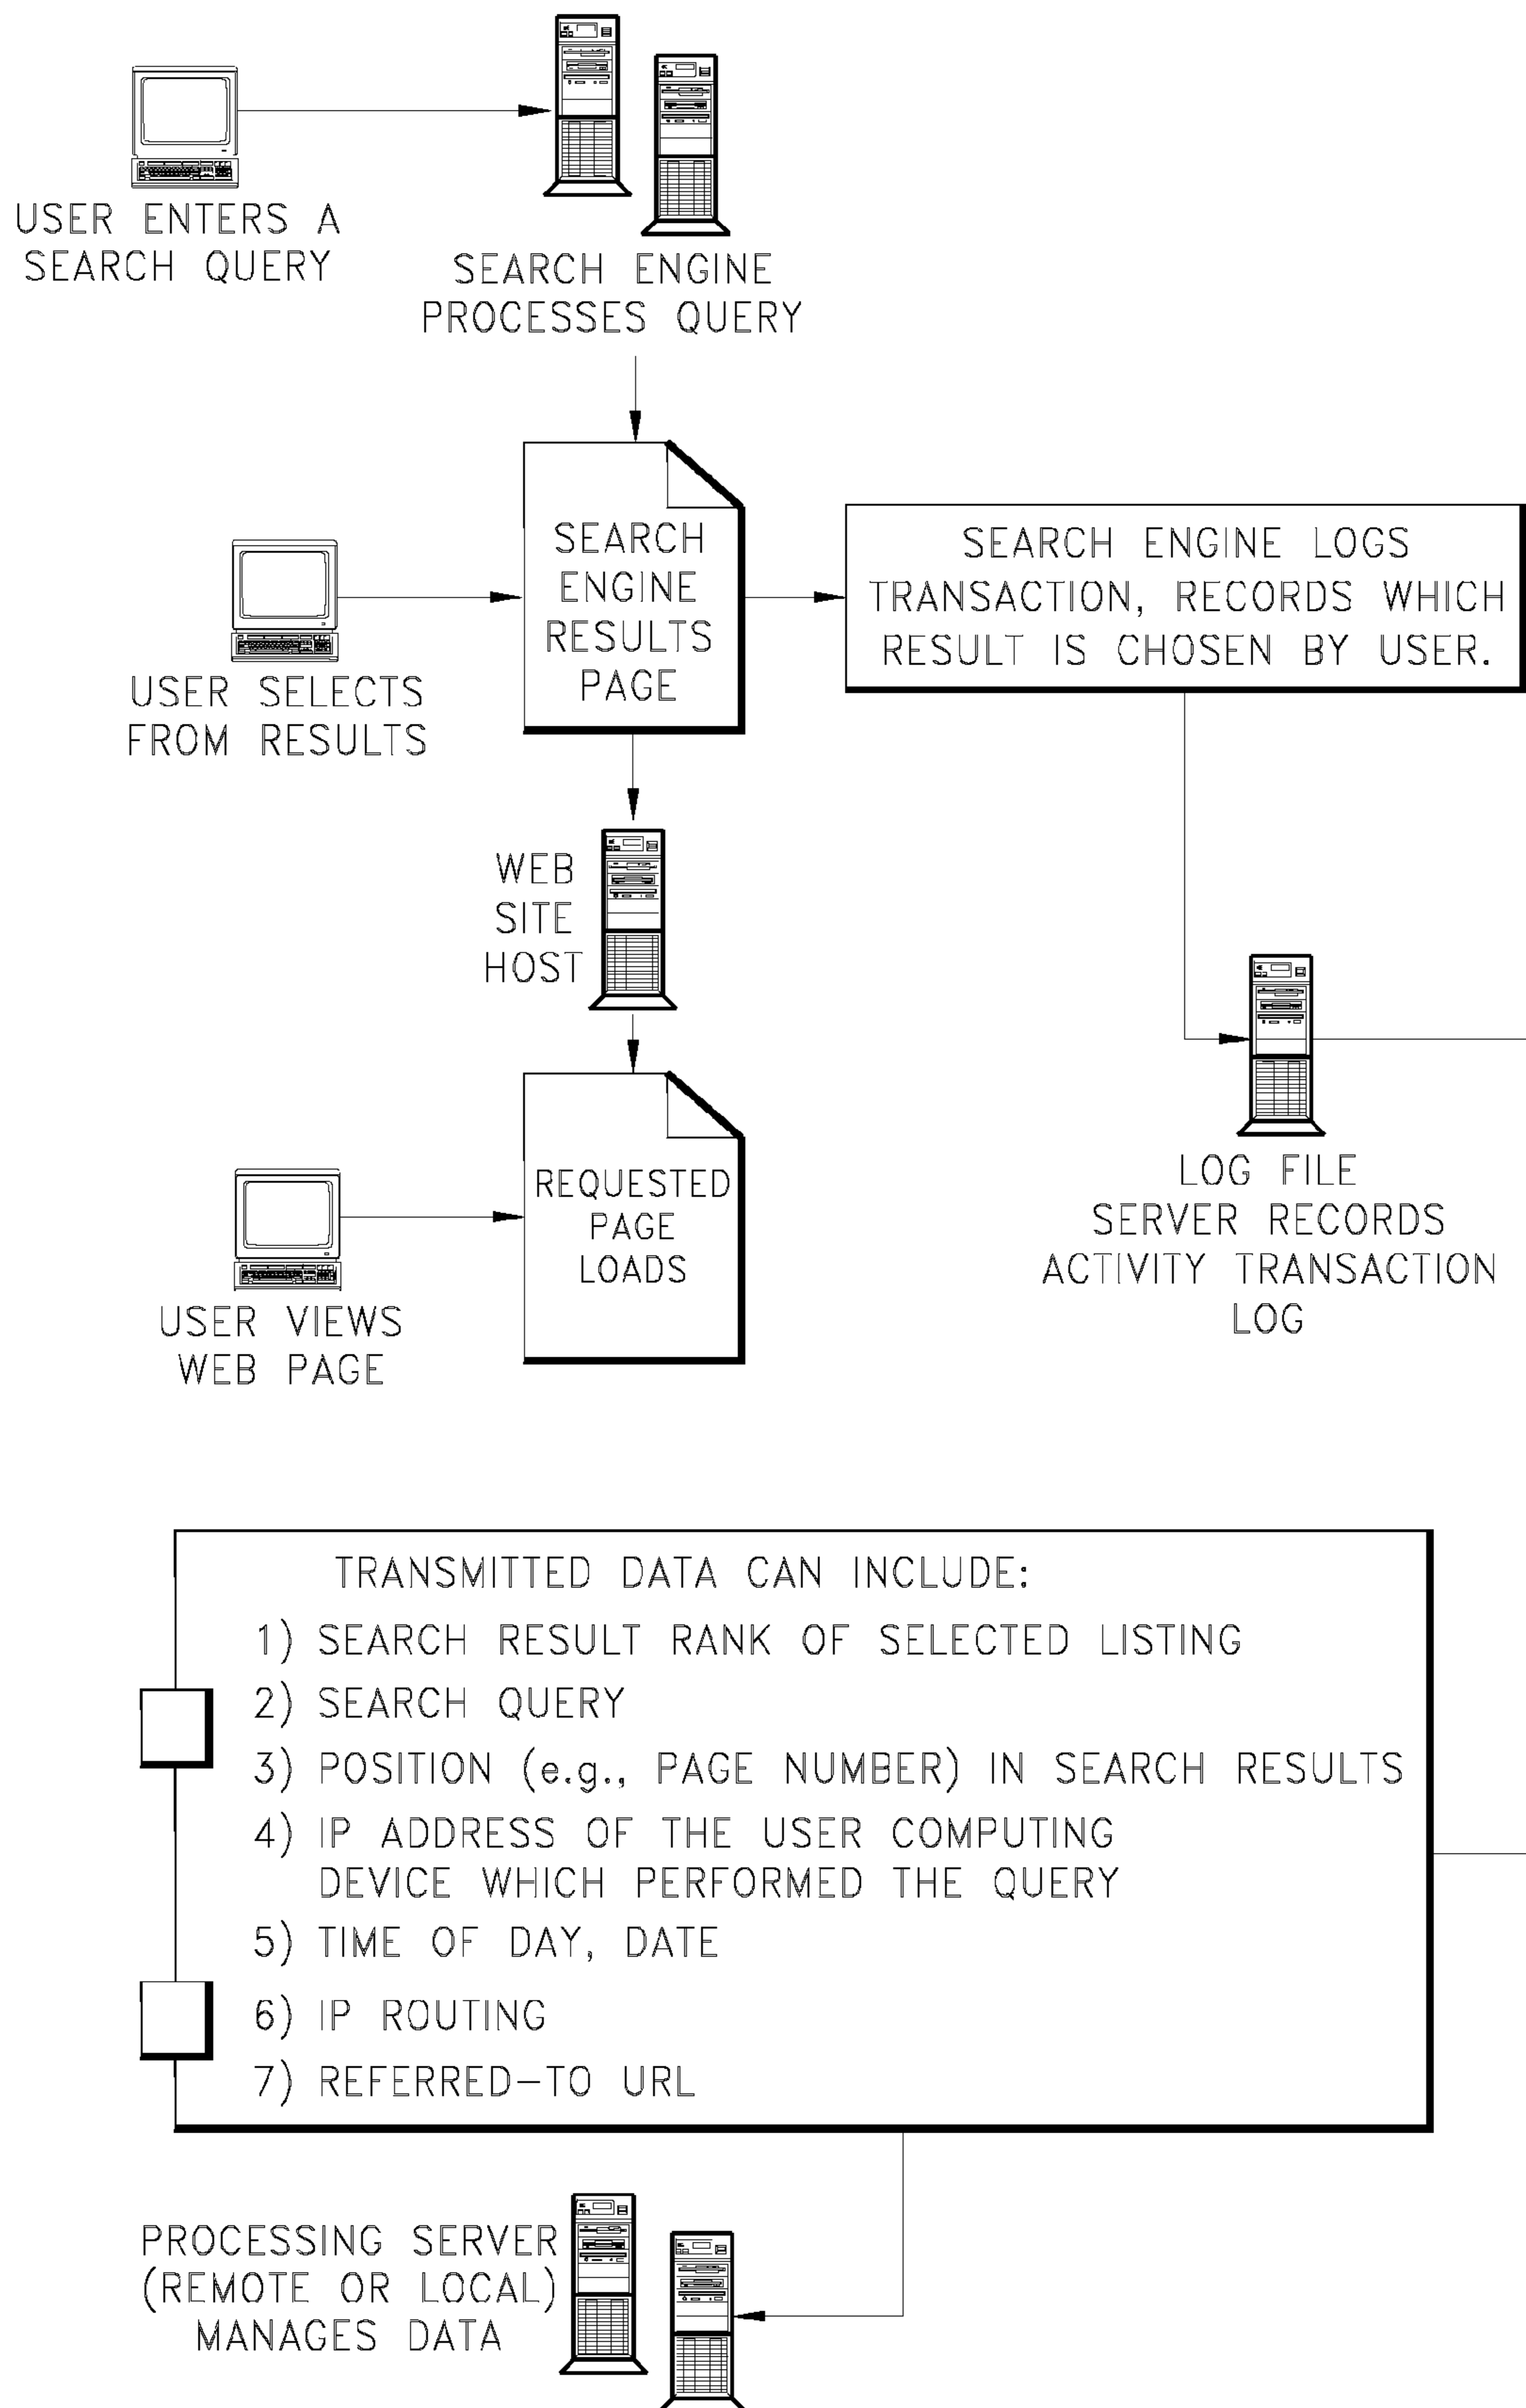 USER ENTERS A
SEARCH QUERY
SEARCH ENGINE
PROCESSES QUERY
SEARCH
ENGINE
RESULTS
PAGE
SEARCH ENGINE LOGS
TRANSACTION, RECORDS WHICH
RESULT IS CHOSEN BY USER.
USER SELECTS
FROM RESULTS
WEB
SITE
HOST
REQUESTED
PAGE
LOADS
USER VIEWS
WEB PAGE
LOG FILE
SERVER RECORDS
ACTIVITY TRANSACTION
LOG
TRANSMITTED DATA CAN INCLUDE:
1) SEARCH RESULT RANK OF SELECTED LISTING
2) SEARCH QUERY
3) POSITION (e.g., PAGE NUMBER) IN SEARCH RESULTS
4) IP ADDRESS OF THE USER COMPUTING
DEVICE WHICH PERFORMED THE QUERY
5) TIME OF DAY, DATE
6) IP ROUTING
7) REFERRED-TO URL
PROCESSING SERVER
(REMOTE OR LOCAL)
MANAGES DATA